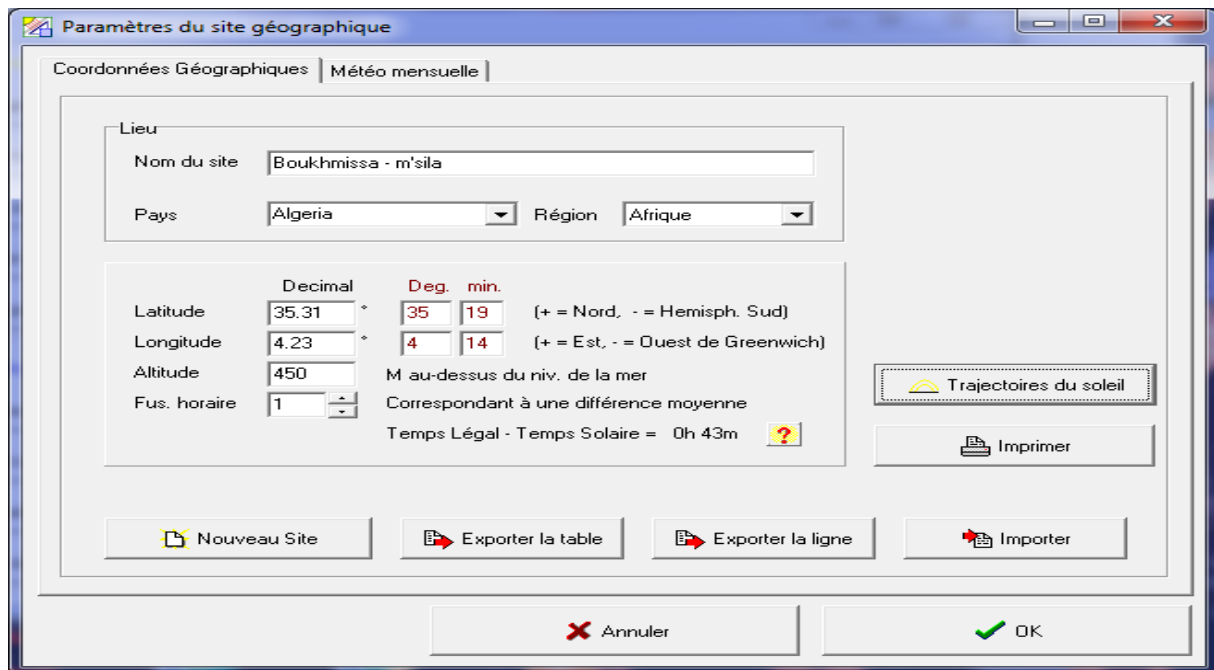 Paramètres du site géographique
Coordonnées Géographiques Météo mensuelle
Lieu
Nom du site Boukhmissa - m'sila
Pays Algeria Région Afrique
Decimal Deg. min.
Latitude 35.31 ° 35 19 (+ = Nord, - = Hemisph. Sud)
Longitude 4.23 ° 4 14 (+ = Est, - = Ouest de Greenwich)
Altitude 450 M au-dessus du niv. de la mer
Fus. horaire 1 Correspondant à une différence moyenne
Temps Légal - Temps Solaire = 0h 43m ?
Trajectoires du soleil
Imprimer
Nouveau Site Exporter la table Exporter la ligne Importer
Annuler OK